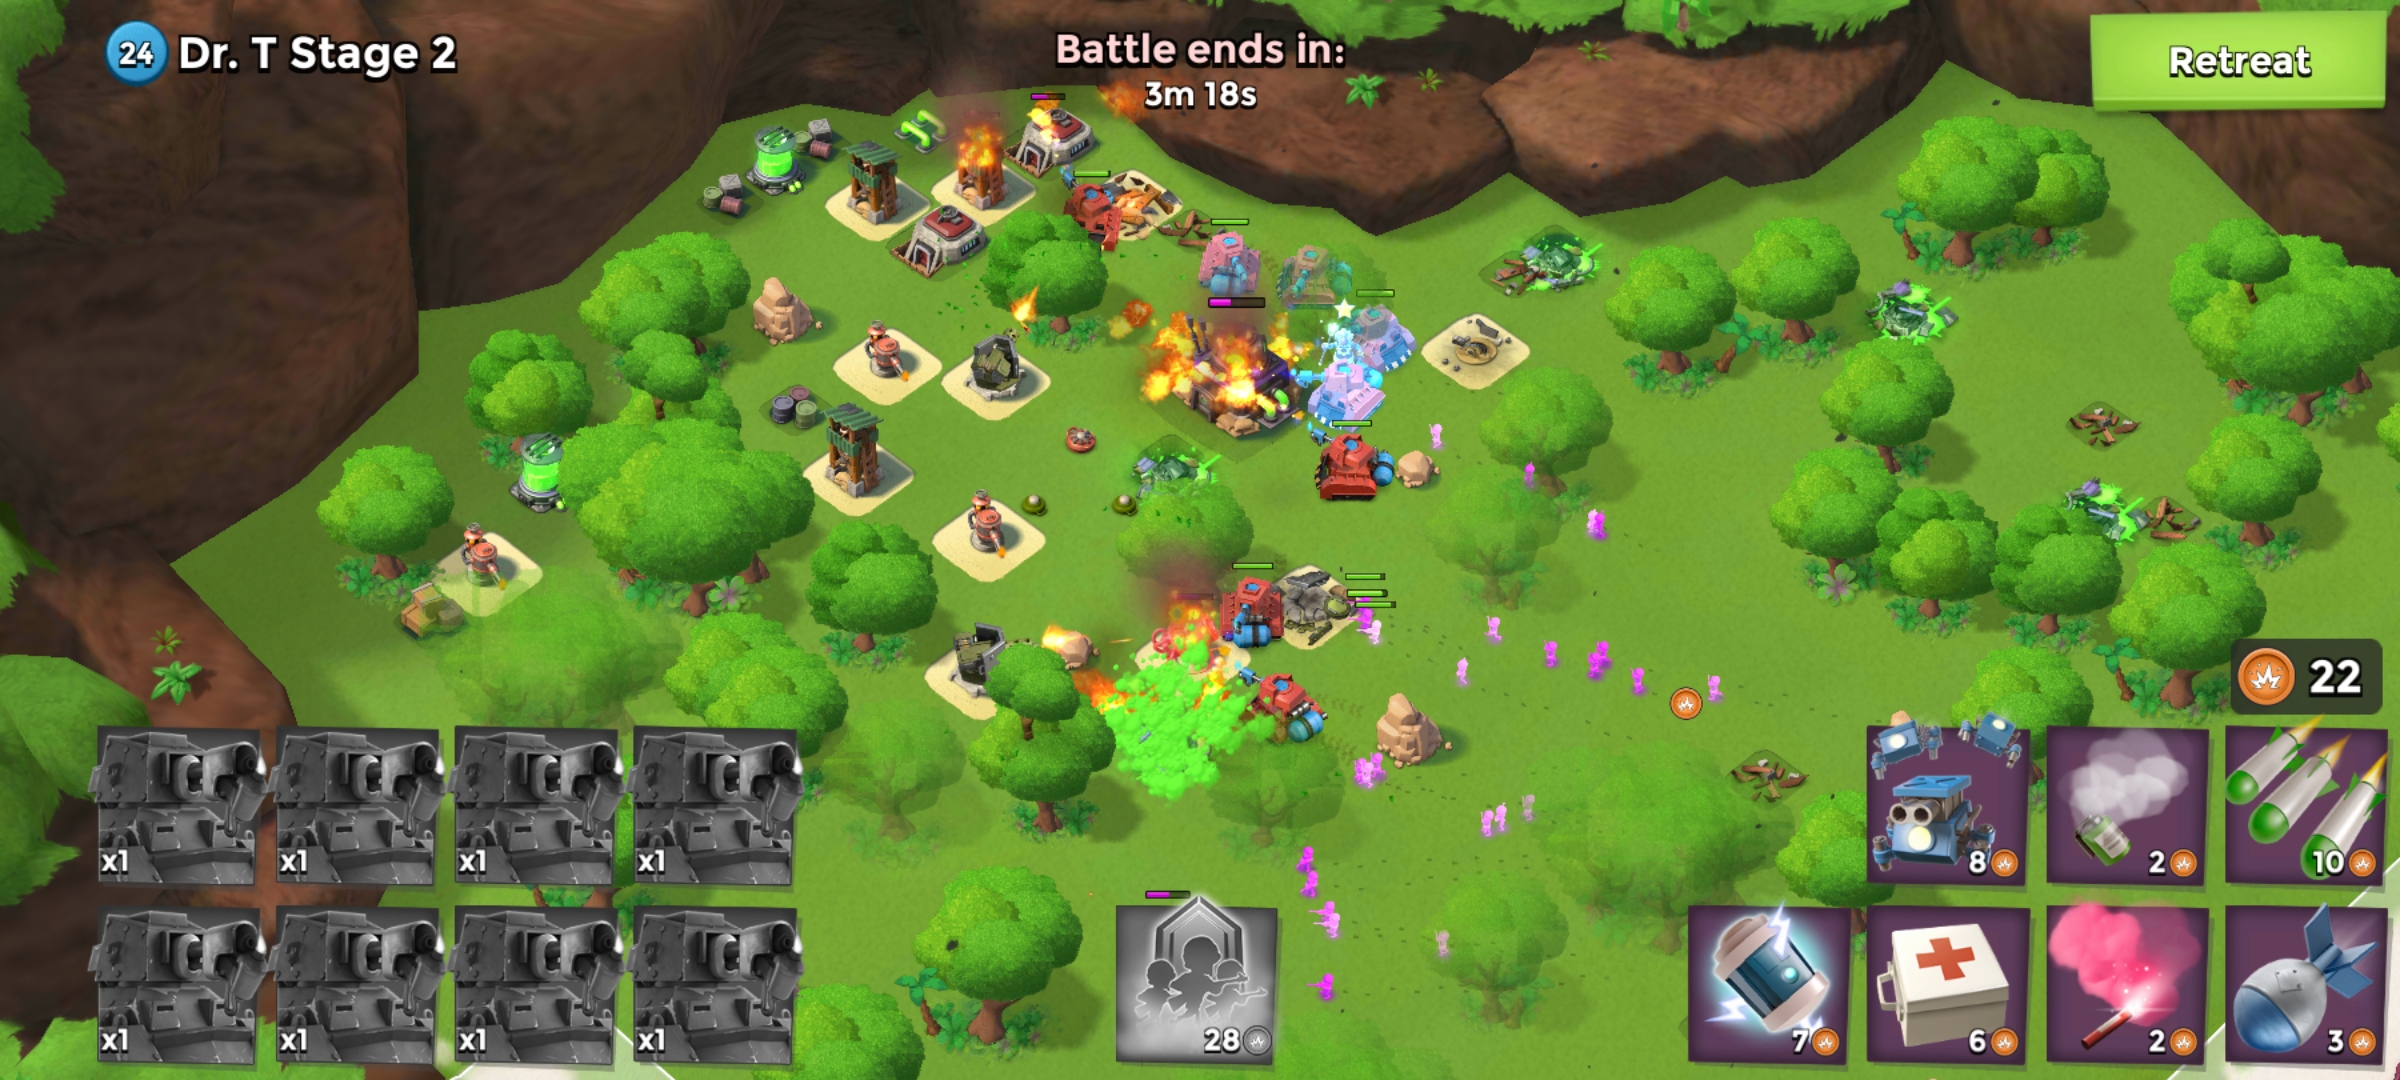 24 Dr. T Stage 2
Battle ends in:
3m 18s
Retreat
22
x1 x1 x1 x1
8 2 10
x1 x1 x1 x1
28 7 6 2 3